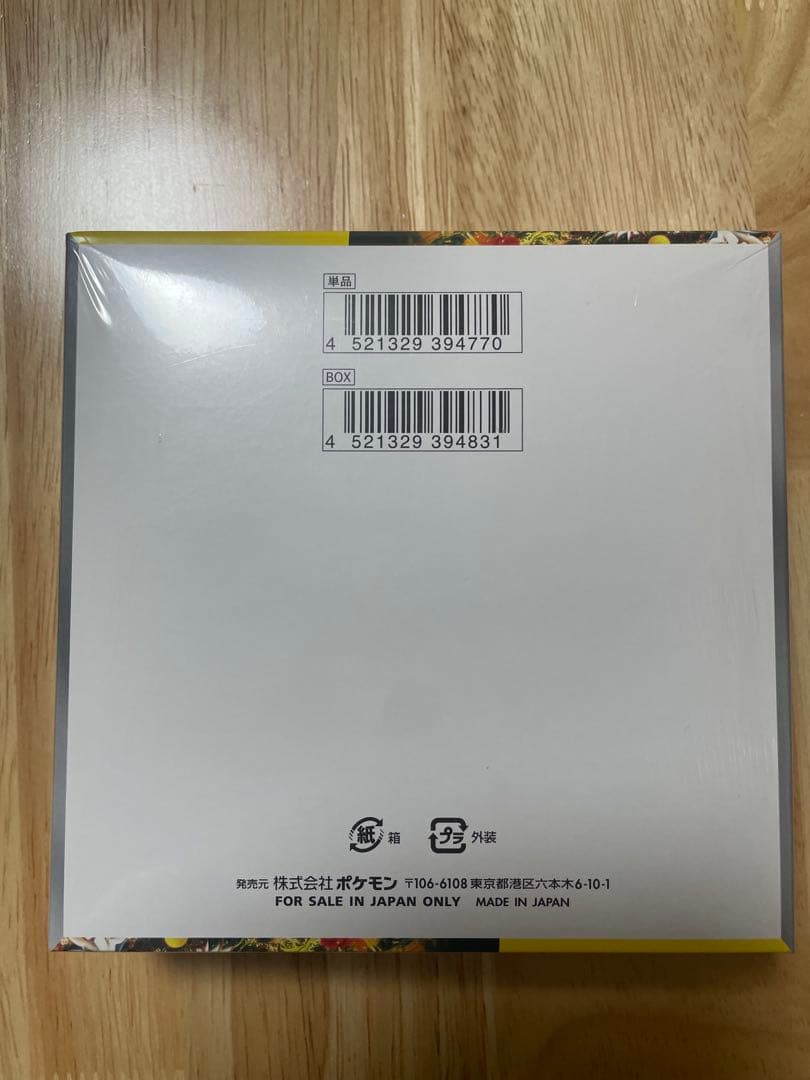 単品
4 521329 394770
BOX
4 521329 394831
紙 箱 プラ 外装
発売元 株式会社 ポケモン 〒106-6108 東京都港区六本木6-10-1
FOR SALE IN JAPAN ONLY MADE IN JAPAN